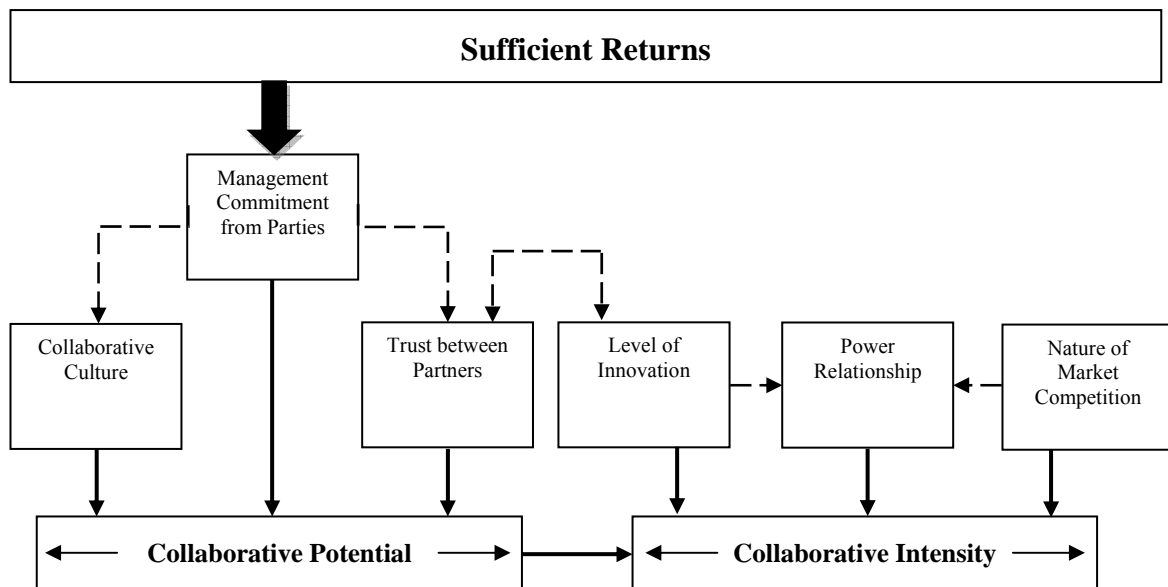 Sufficient Returns
Management
Commitment
from Parties
Collaborative
Culture
Trust between
Partners
Level of
Innovation
Power
Relationship
Nature of
Market
Competition
Collaborative Potential
Collaborative Intensity